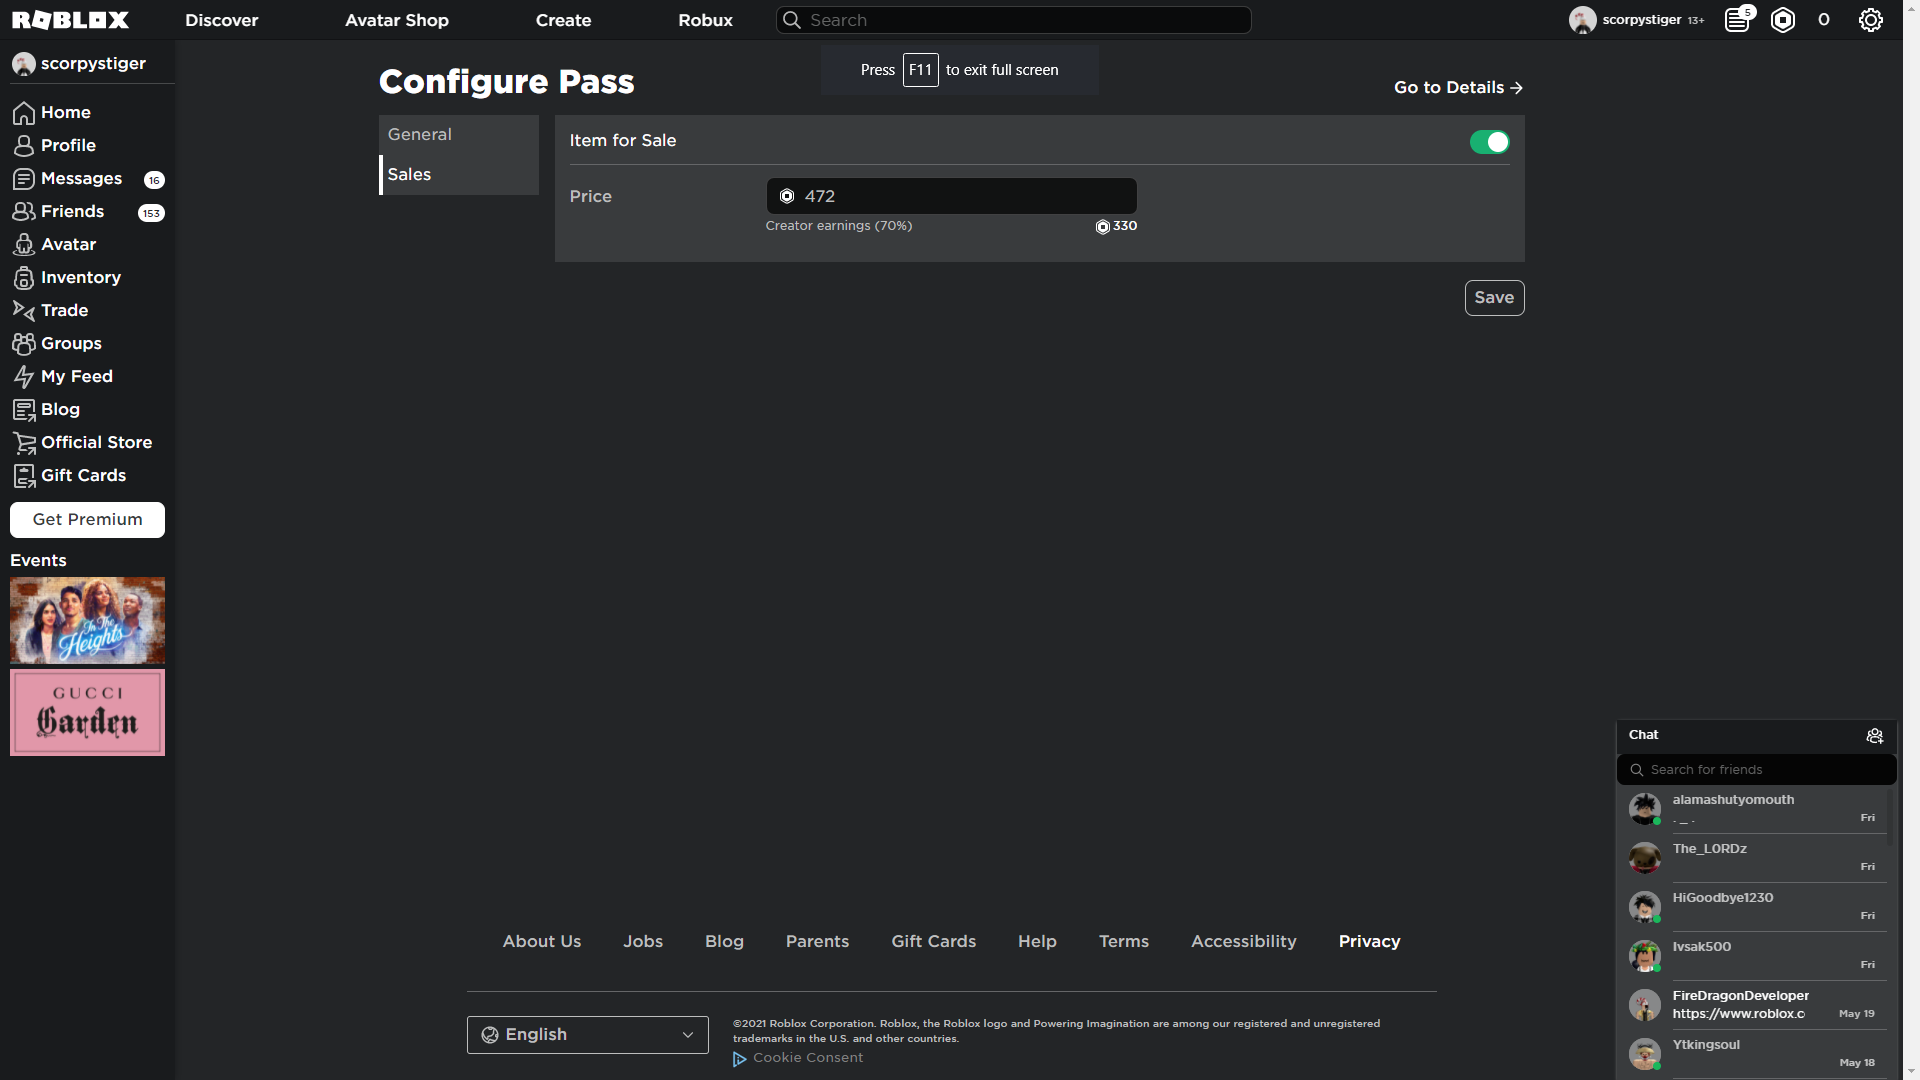 ROBLOX
Discover
Avatar Shop
Create
Robux
Search
scorpystiger 13+
5
0
scorpystiger
Home
Profile
Messages 16
Friends 153
Avatar
Inventory
Trade
Groups
My Feed
Blog
Official Store
Gift Cards
Get Premium
Events
In The
Heights
GUCCI
Garden
Press F11 to exit full screen
Configure Pass
Go to Details
General
Sales
Item for Sale
Price
472
Creator earnings (70%)
330
Save
Chat
Search for friends
alamashutyomouth
. _ .
Fri
The_L0RDz
Fri
HiGoodbye1230
Fri
Ivsak500
Fri
FireDragonDeveloper
https://www.roblox.c
May 19
Ytkingsoul
May 18
About Us
Jobs
Blog
Parents
Gift Cards
Help
Terms
Accessibility
Privacy
English
©2021 Roblox Corporation. Roblox, the Roblox logo and Powering Imagination are among our registered and unregistered
trademarks in the U.S. and other countries.
Cookie Consent